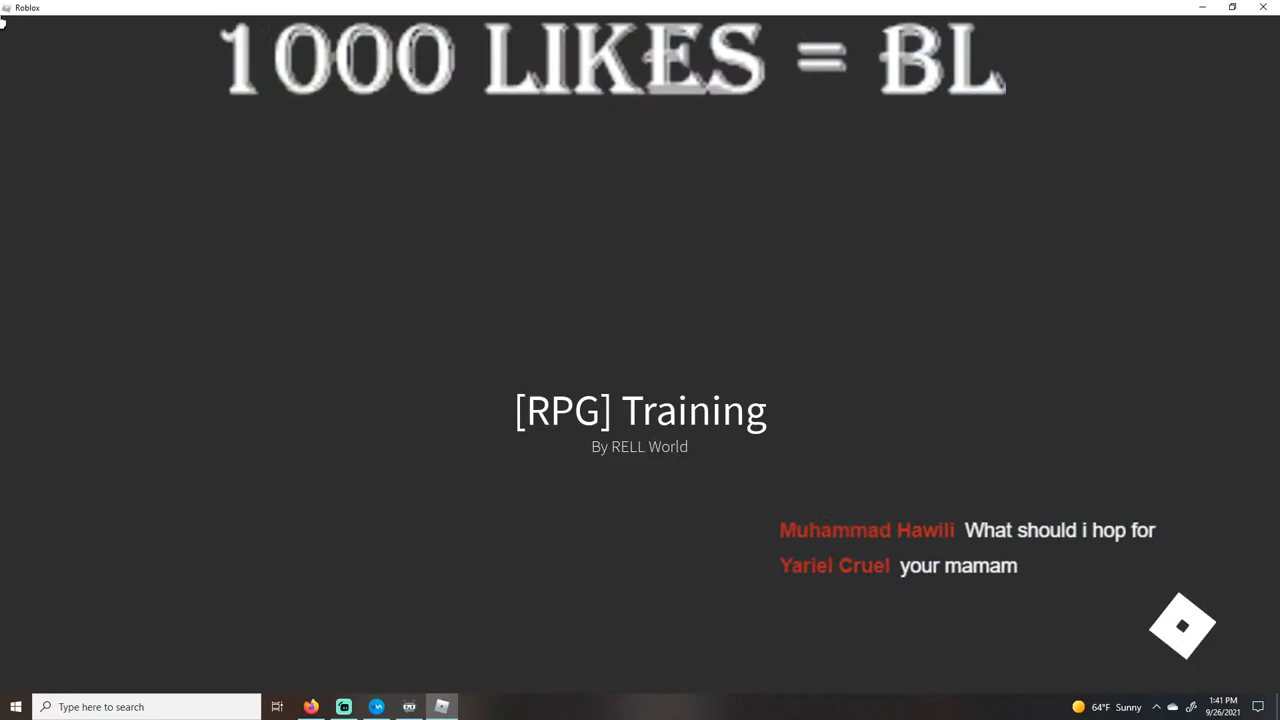 Roblox
1000 LIKES = BL
[RPG] Training
By RELL World
Muhammad Hawili What should i hop for
Yariel Cruel your mamam
Type here to search
64°F Sunny
1:41 PM
9/26/2021